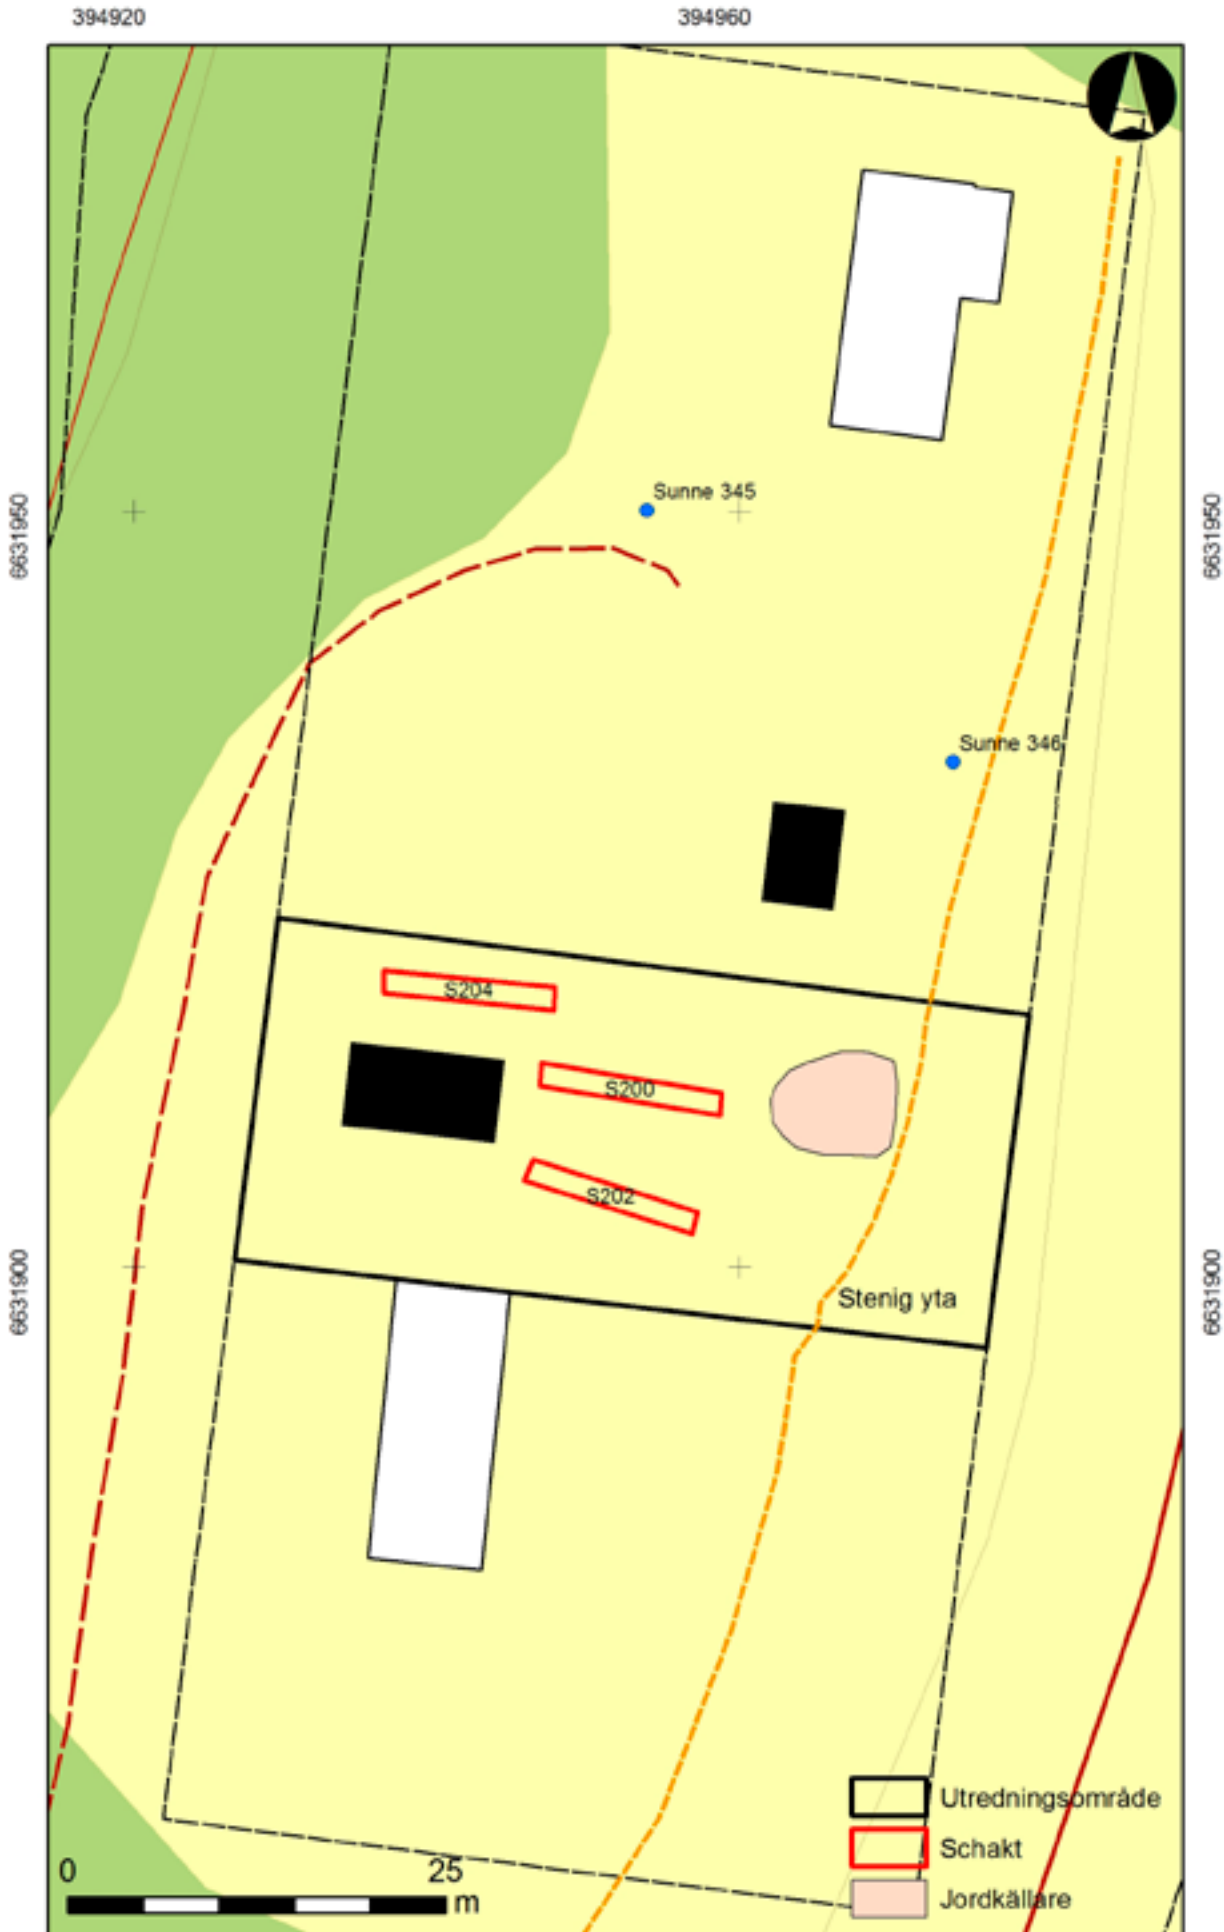 394920
394960
Sunne 345
6631950
6631950
Sunne 346
S204
S200
S202
6631900
6631900
Stenig yta
Utredningsområde
Schakt
Jordkällare
0
25
m